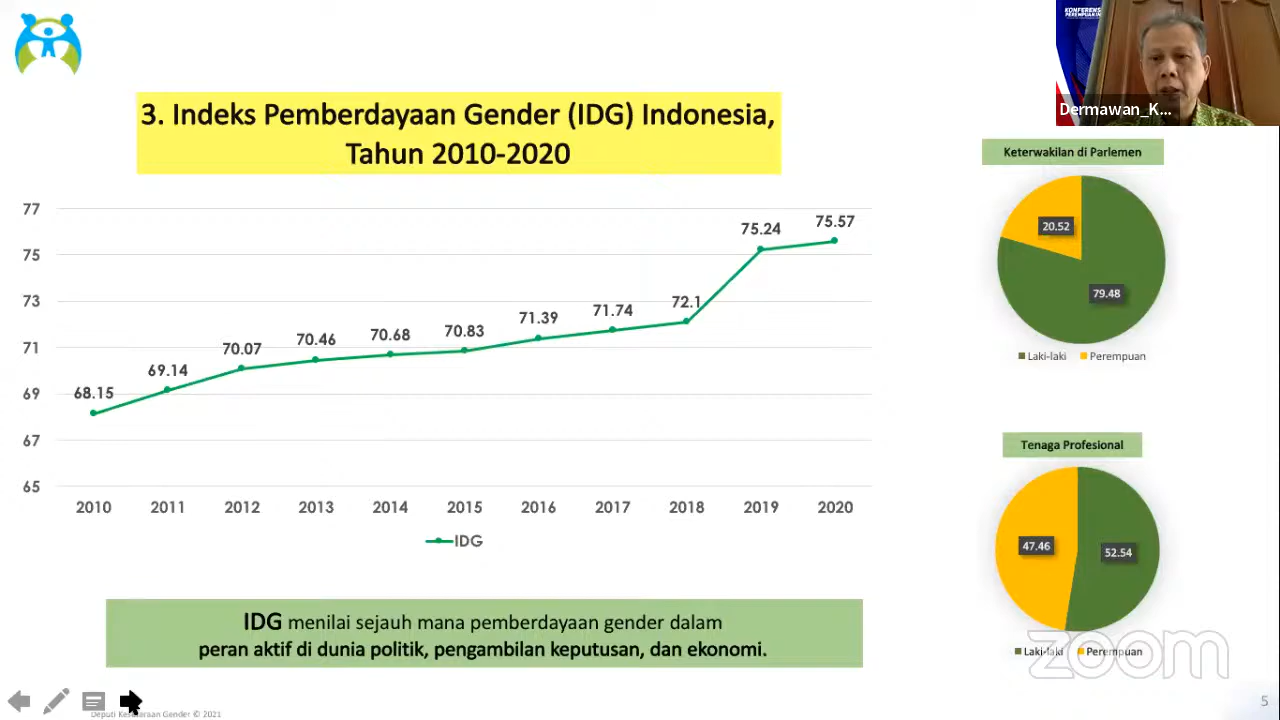 KONFERENSI
PEREMPUAN
Dermawan_K...
3. Indeks Pemberdayaan Gender (IDG) Indonesia,
Tahun 2010-2020
77
75
73
71
69
67
65
68.15
69.14
70.07
70.46
70.68
70.83
71.39
71.74
72.1
75.24
75.57
2010 2011 2012 2013 2014 2015 2016 2017 2018 2019 2020
IDG
IDG menilai sejauh mana pemberdayaan gender dalam
peran aktif di dunia politik, pengambilan keputusan, dan ekonomi.
Keterwakilan di Parlemen
20.52
79.48
Laki-laki Perempuan
Tenaga Profesional
47.46
52.54
Laki-laki Perempuan
zoom
Deputi Kesetaraan Gender © 2021
5